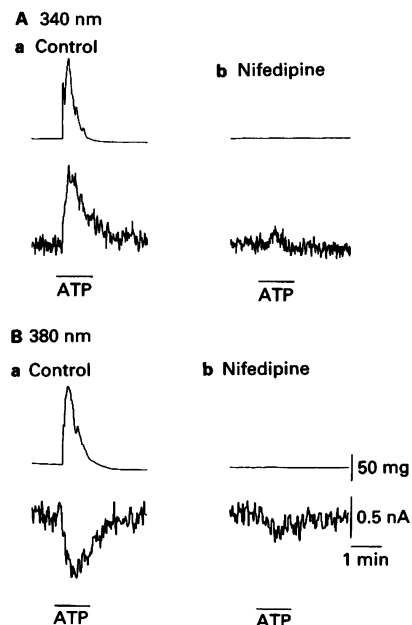 A 340 nm
a Control
b Nifedipine
ATP
ATP
B 380 nm
a Control
b Nifedipine
50 mg
0.5 nA
1 min
ATP
ATP